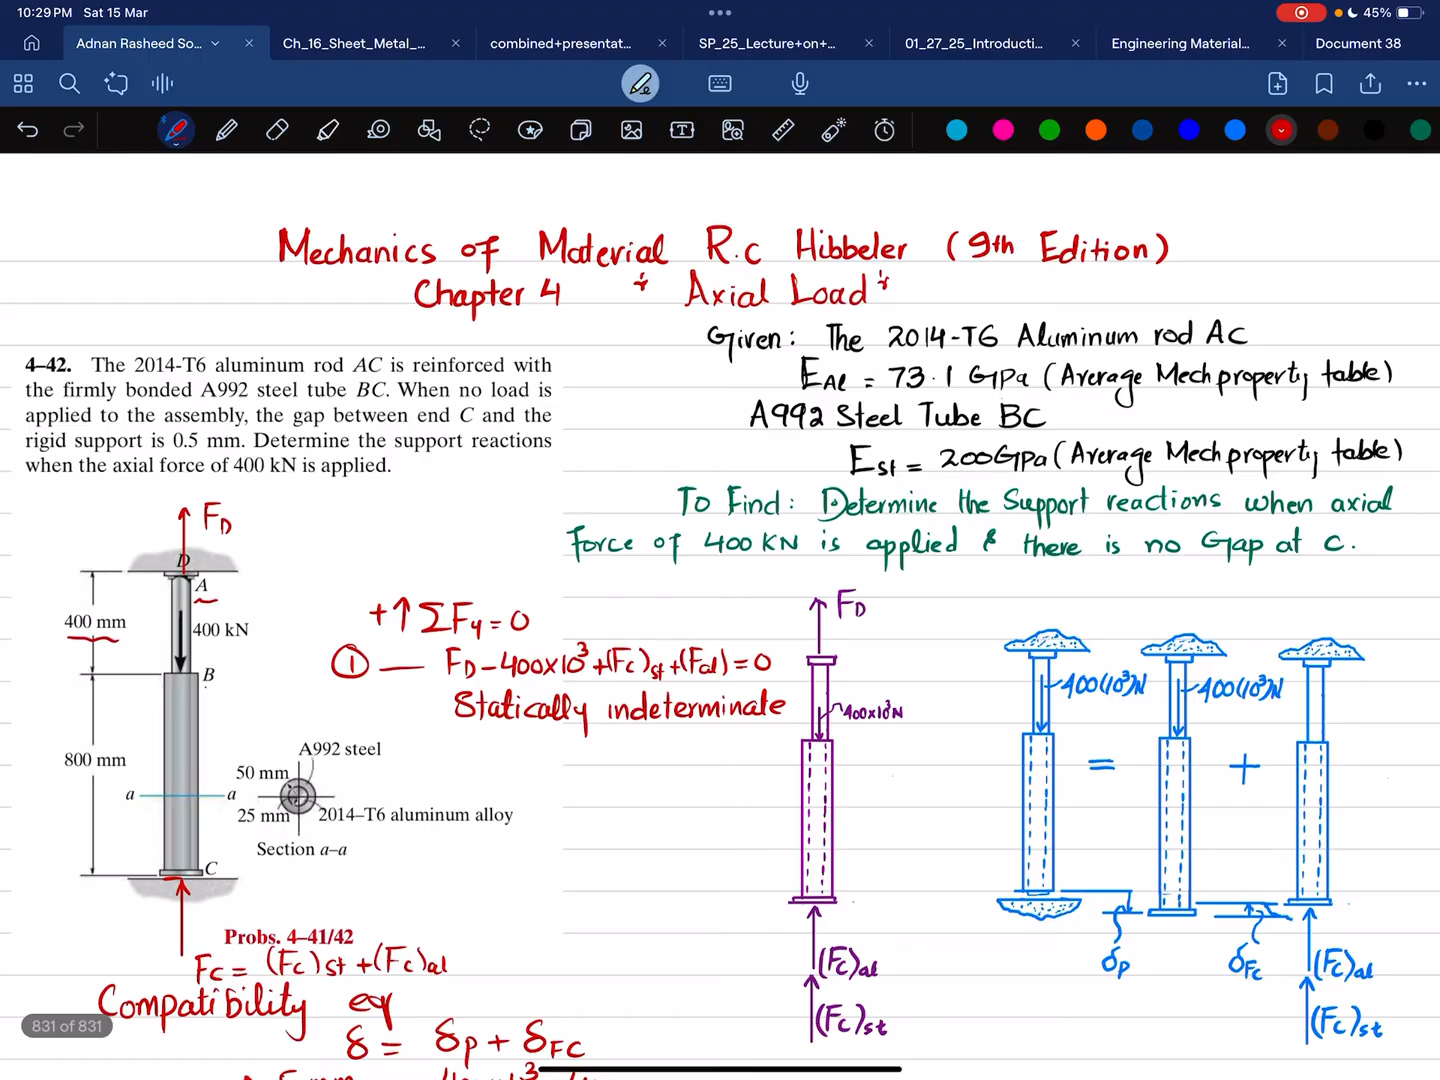 10:29 PM Sat 15 Mar
45%
Adnan Rasheed So...
Ch_16_Sheet_Metal_...
combined+presentat...
SP_25_Lecture+on+...
01_27_25_Introducti...
Engineering Material...
Document 38
Mechanics of Material R.c Hibbeler (9th Edition)
Chapter 4 Axial Load
4–42. The 2014-T6 aluminum rod AC is reinforced with
the firmly bonded A992 steel tube BC. When no load is
applied to the assembly, the gap between end C and the
rigid support is 0.5 mm. Determine the support reactions
when the axial force of 400 kN is applied.
Given: The 2014-T6 Aluminum rod AC
E_Al = 73.1 GPa (Average Mech property table)
A992 Steel Tube BC
E_st = 200GPa (Average Mech property table)
To Find: Determine the Support reactions when axial
force of 400 KN is applied & there is no Gap at C.
F_D
D
A
400 mm
400 kN
B
800 mm
a a
A992 steel
50 mm
25 mm
2014–T6 aluminum alloy
Section a–a
C
Probs. 4–41/42
+↑ ΣFy = 0
① — F_D - 400x10³ + (Fc)st + (Fal) = 0
Statically indeterminate
F_D
400x10³N
(Fc)al
(Fc)st
400(10³)N
=
400(10³)N
+
δp
δFc
(Fc)al
(Fc)st
Fc = (Fc)st + (Fc)al
Compatibility eq
δ = δp + δFC
831 of 831